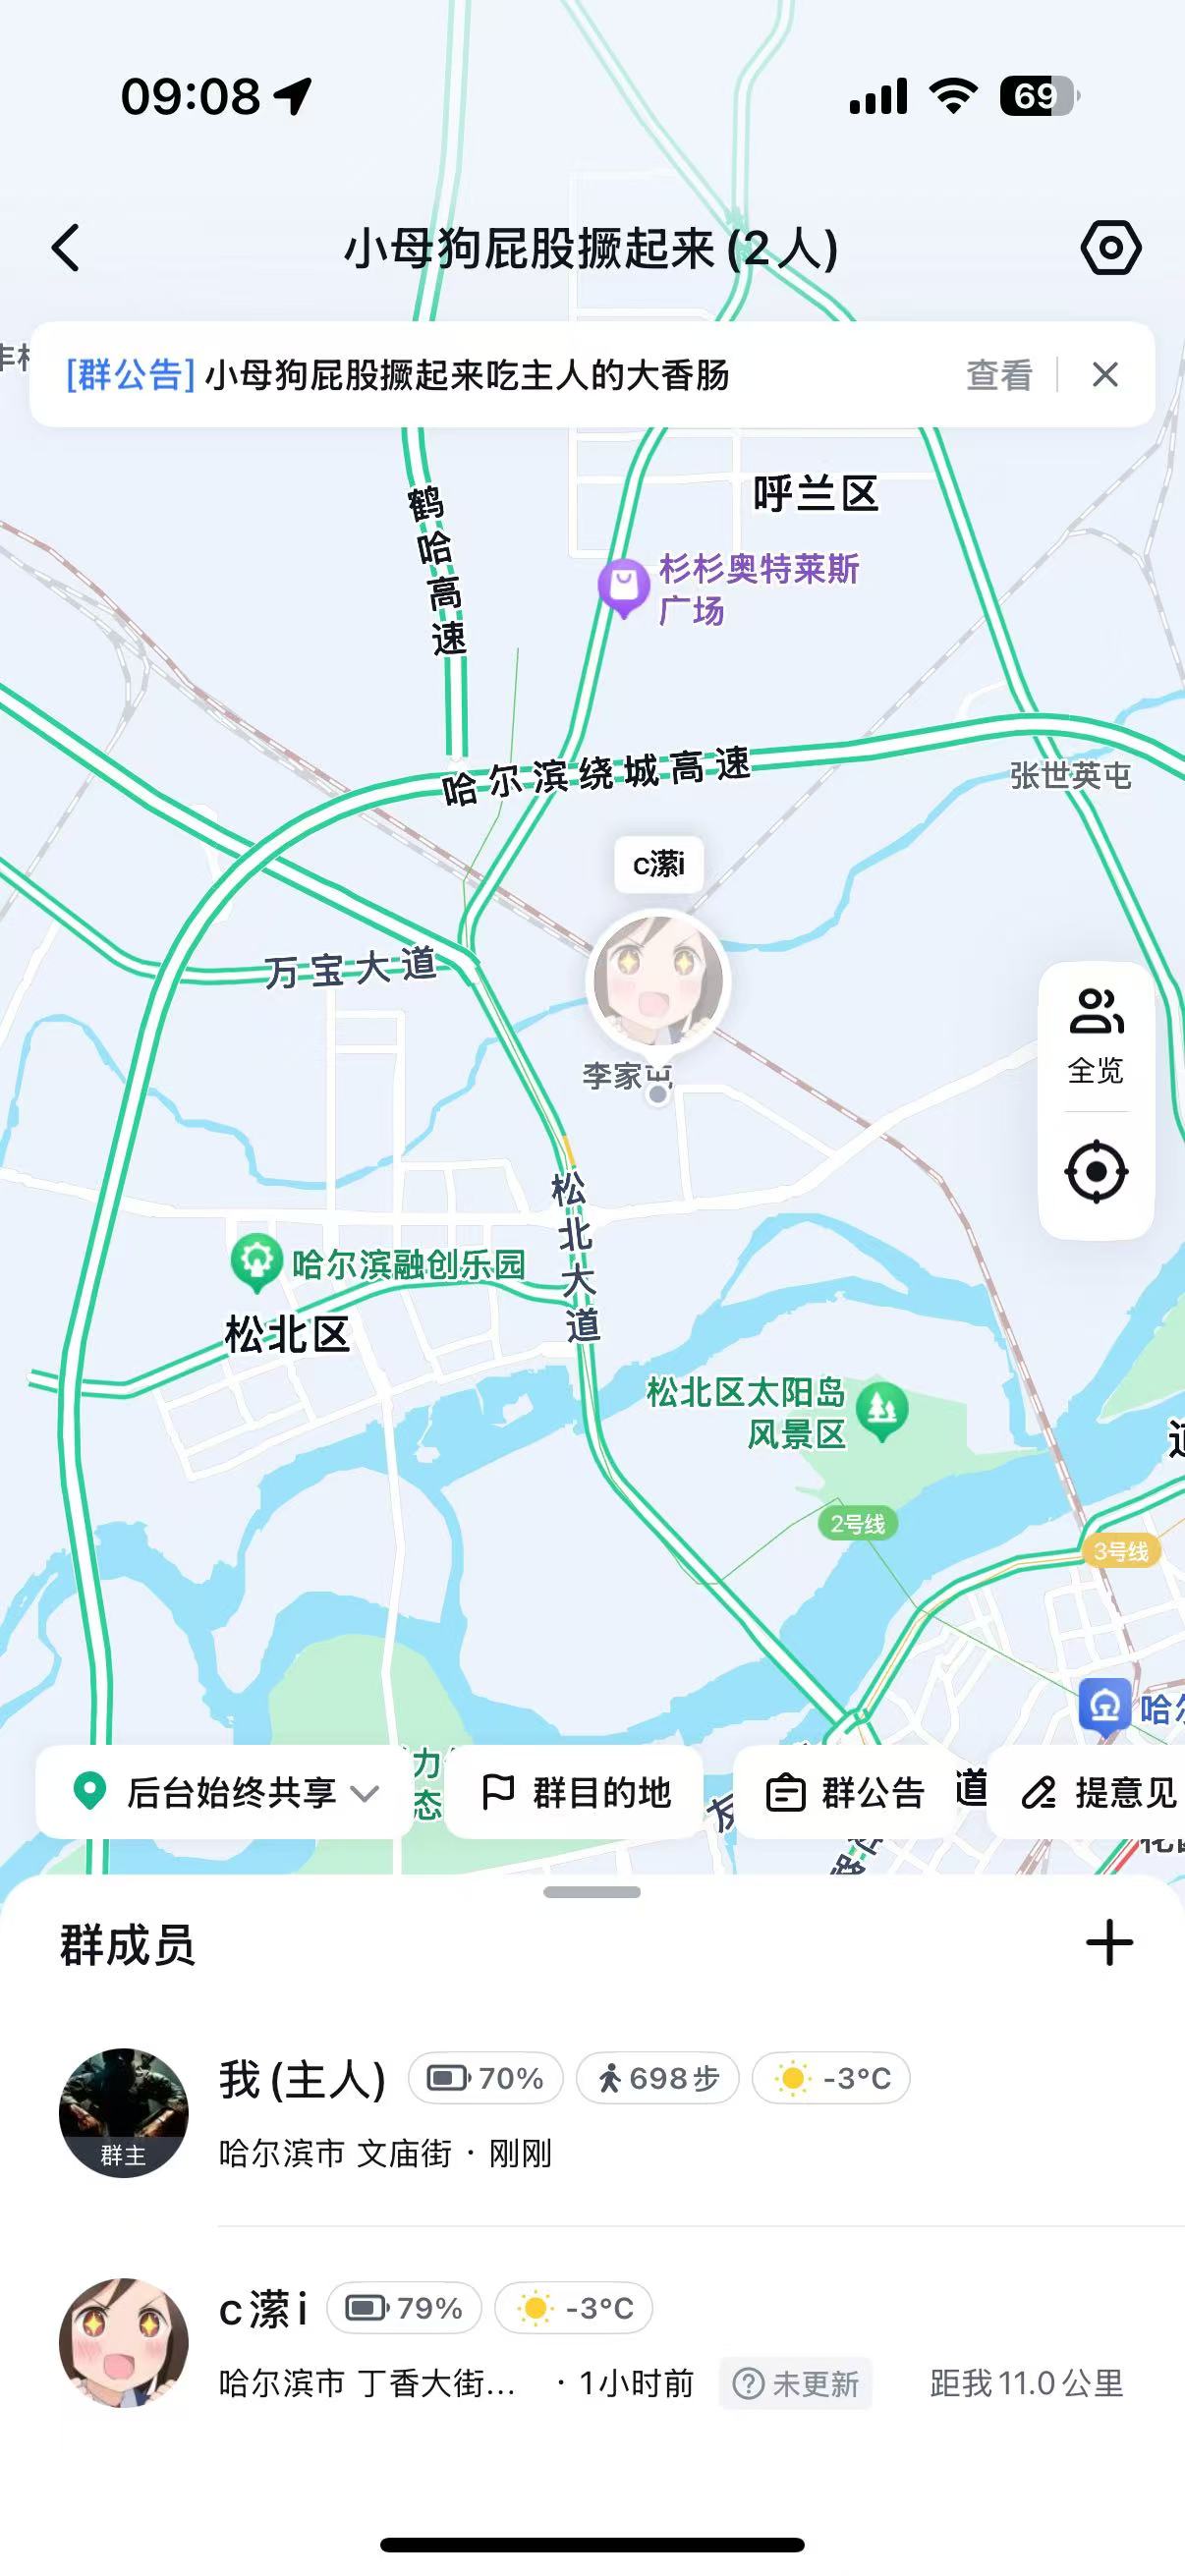 09:08
69
小母狗屁股撅起来(2人)
[群公告] 小母狗屁股撅起来吃主人的大香肠
查看
呼兰区
鹤哈高速
杉杉奥特莱斯
广场
哈尔滨绕城高速
张世英屯
c潆i
万宝大道
李家屯
全览
松北大道
哈尔滨融创乐园
松北区
松北区太阳岛
风景区
2号线
3号线
后台始终共享
群目的地
群公告
道
提意见
群成员
我(主人)
70%
698步
-3°C
群主
哈尔滨市 文庙街 · 刚刚
c潆i
79%
-3°C
哈尔滨市 丁香大街... · 1小时前
未更新
距我11.0公里